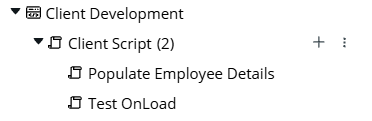 Client Development
Client Script (2)
Populate Employee Details
Test OnLoad